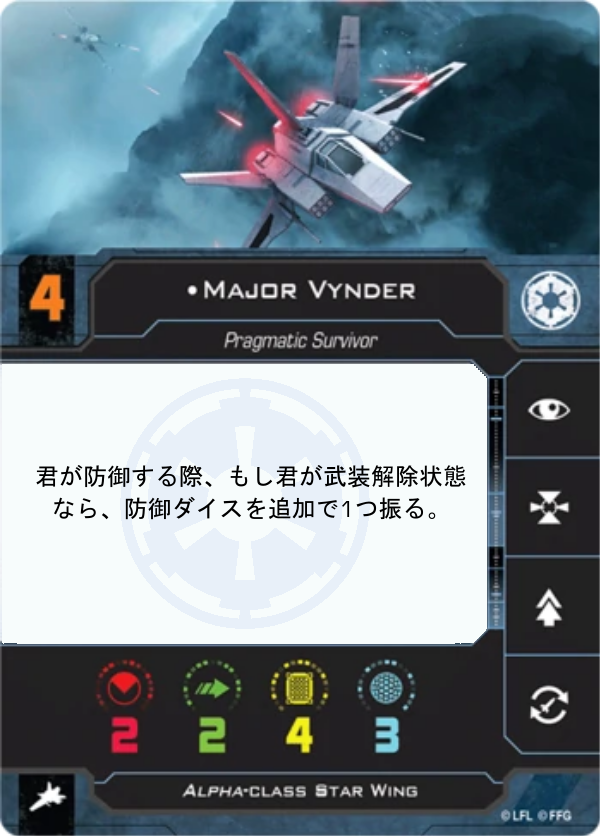 4
•Major Vynder
Pragmatic Survivor
君が防御する際、もし君が武装解除状態
なら、防御ダイスを追加で1つ振る。
2 2 4 3
Alpha-class Star Wing
©LFL ©FFG